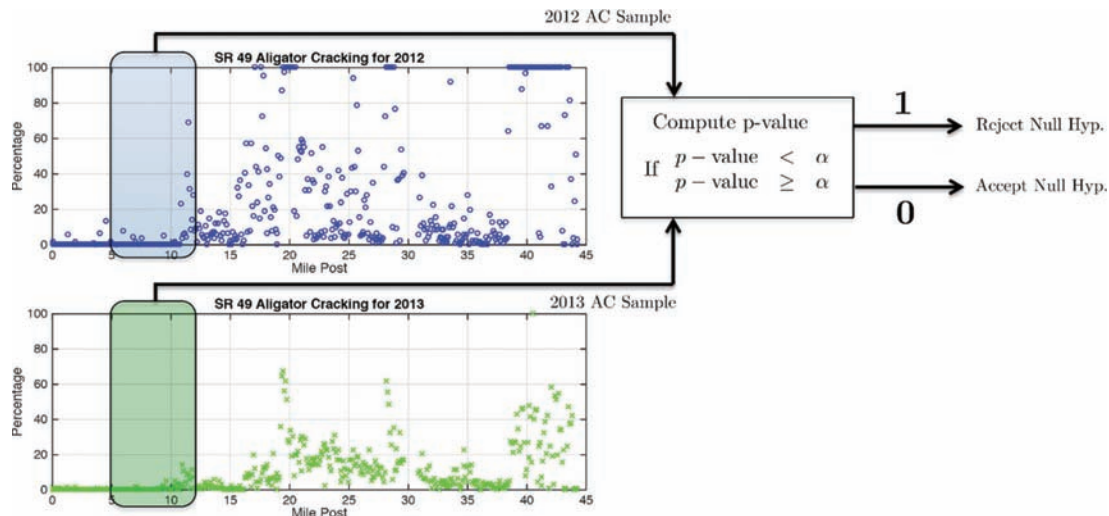 2012 AC Sample
SR 49 Aligator Cracking for 2012
100
80
60
40
20
0
Percentage
0 5 10 15 20 25 30 35 40 45
Mile Post
Compute p-value
If p − value < α
p − value ≥ α
1
Reject Null Hyp.
Accept Null Hyp.
0
2013 AC Sample
SR 49 Aligator Cracking for 2013
100
80
60
40
20
0
Percentage
0 5 10 15 20 25 30 35 40 45
Mile Post